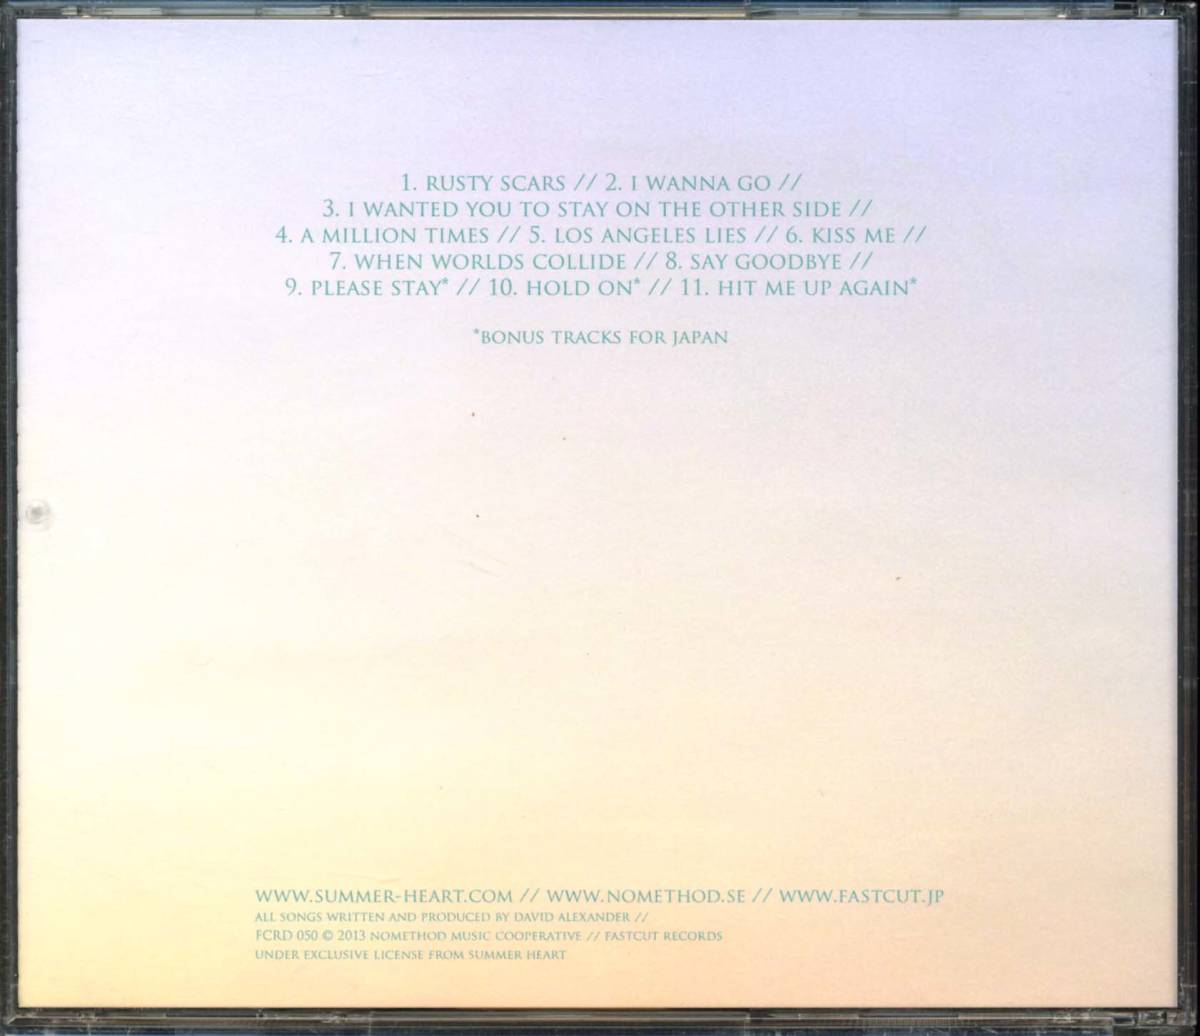 1. RUSTY SCARS // 2. I WANNA GO //
3. I WANTED YOU TO STAY ON THE OTHER SIDE //
4. A MILLION TIMES // 5. LOS ANGELES LIES // 6. KISS ME //
7. WHEN WORLDS COLLIDE // 8. SAY GOODBYE //
9. PLEASE STAY* // 10. HOLD ON* // 11. HIT ME UP AGAIN*
*BONUS TRACKS FOR JAPAN
WWW.SUMMER-HEART.COM // WWW.NOMETHOD.SE // WWW.FASTCUT.JP
ALL SONGS WRITTEN AND PRODUCED BY DAVID ALEXANDER //
FCRD 050 © 2013 NOMETHOD MUSIC COOPERATIVE // FASTCUT RECORDS
UNDER EXCLUSIVE LICENSE FROM SUMMER HEART